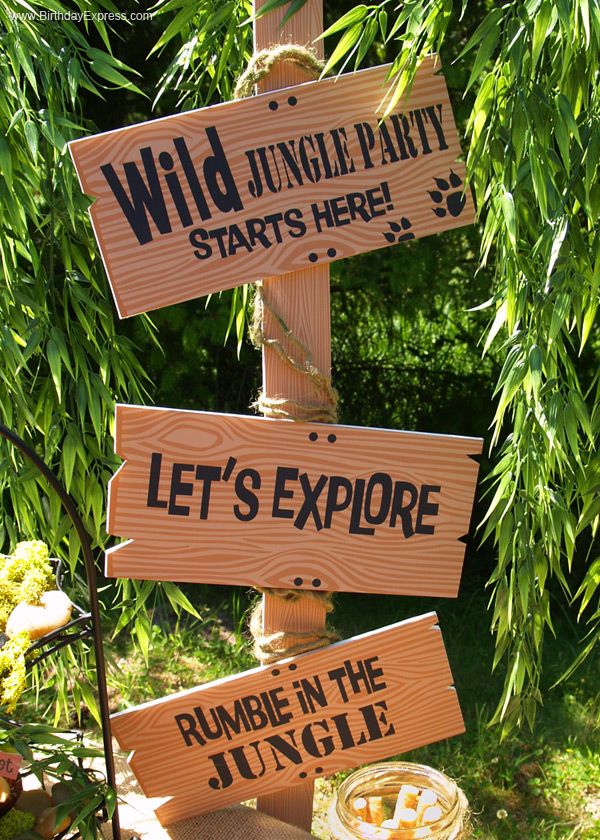 www.BirthdayExpress.com
Wild JUNGLE PARTY
STARTS HERE!
LET'S EXPLORE
RUMBLE IN THE
JUNGLE